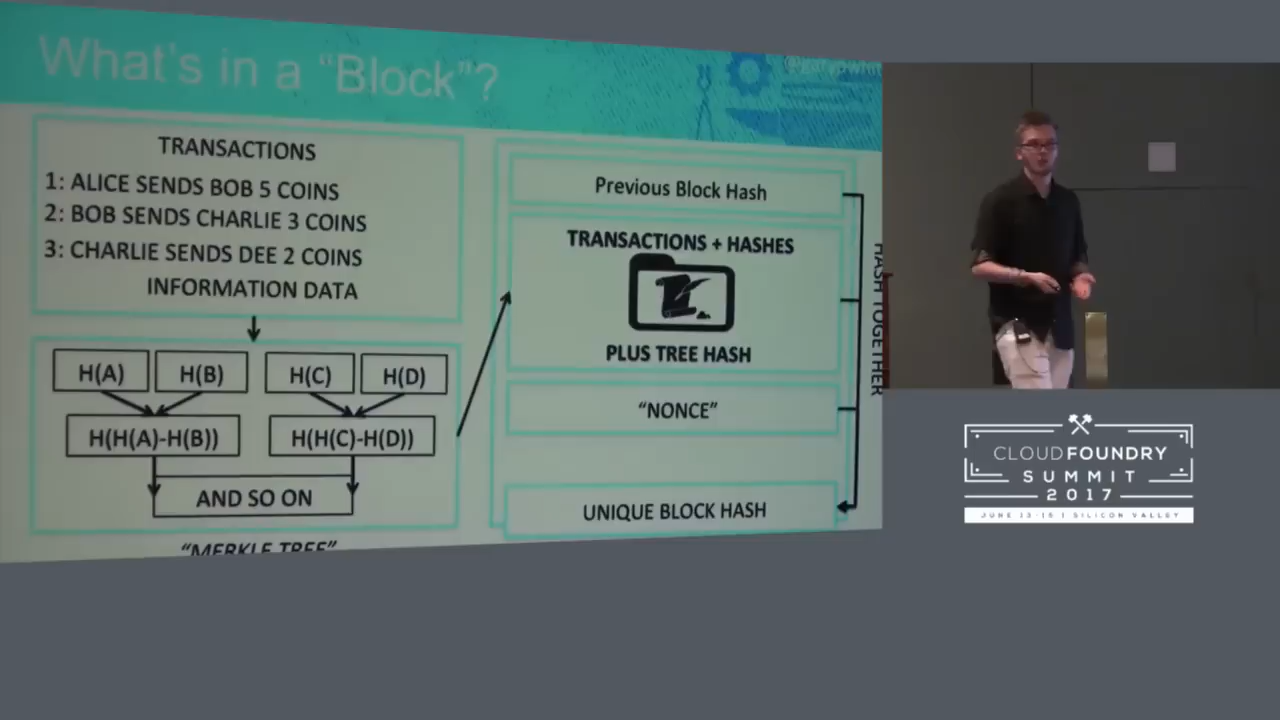 What's in a "Block"?
TRANSACTIONS
1: ALICE SENDS BOB 5 COINS
2: BOB SENDS CHARLIE 3 COINS
3: CHARLIE SENDS DEE 2 COINS
INFORMATION DATA
H(A) H(B) H(C) H(D)
H(H(A)-H(B)) H(H(C)-H(D))
AND SO ON
"MERKLE TREE"
Previous Block Hash
TRANSACTIONS + HASHES
PLUS TREE HASH
"NONCE"
UNIQUE BLOCK HASH
HASH TOGETHER
CLOUDFOUNDRY
SUMMIT
2017
JUNE 13-15 | SILICON VALLEY